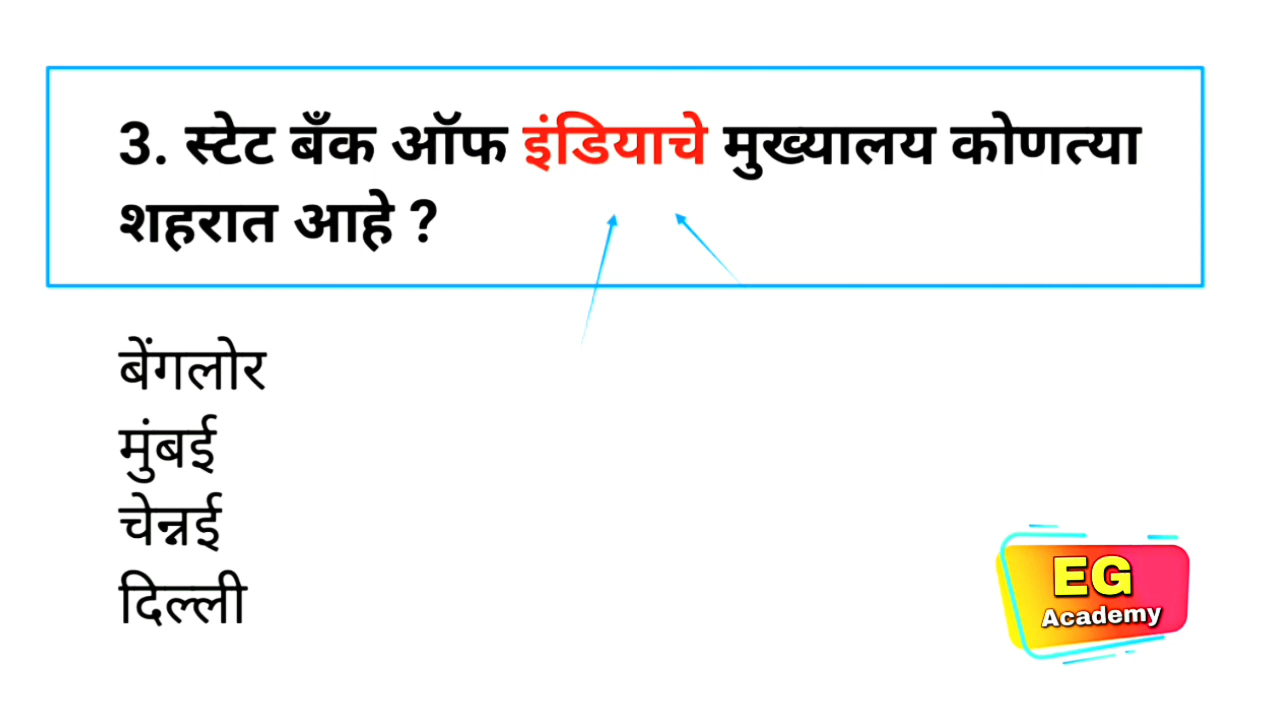 3. स्टेट बँक ऑफ इंडियाचे मुख्यालय कोणत्या
शहरात आहे ?
बेंगलोर
मुंबई
चेन्नई
दिल्ली
EG
Academy